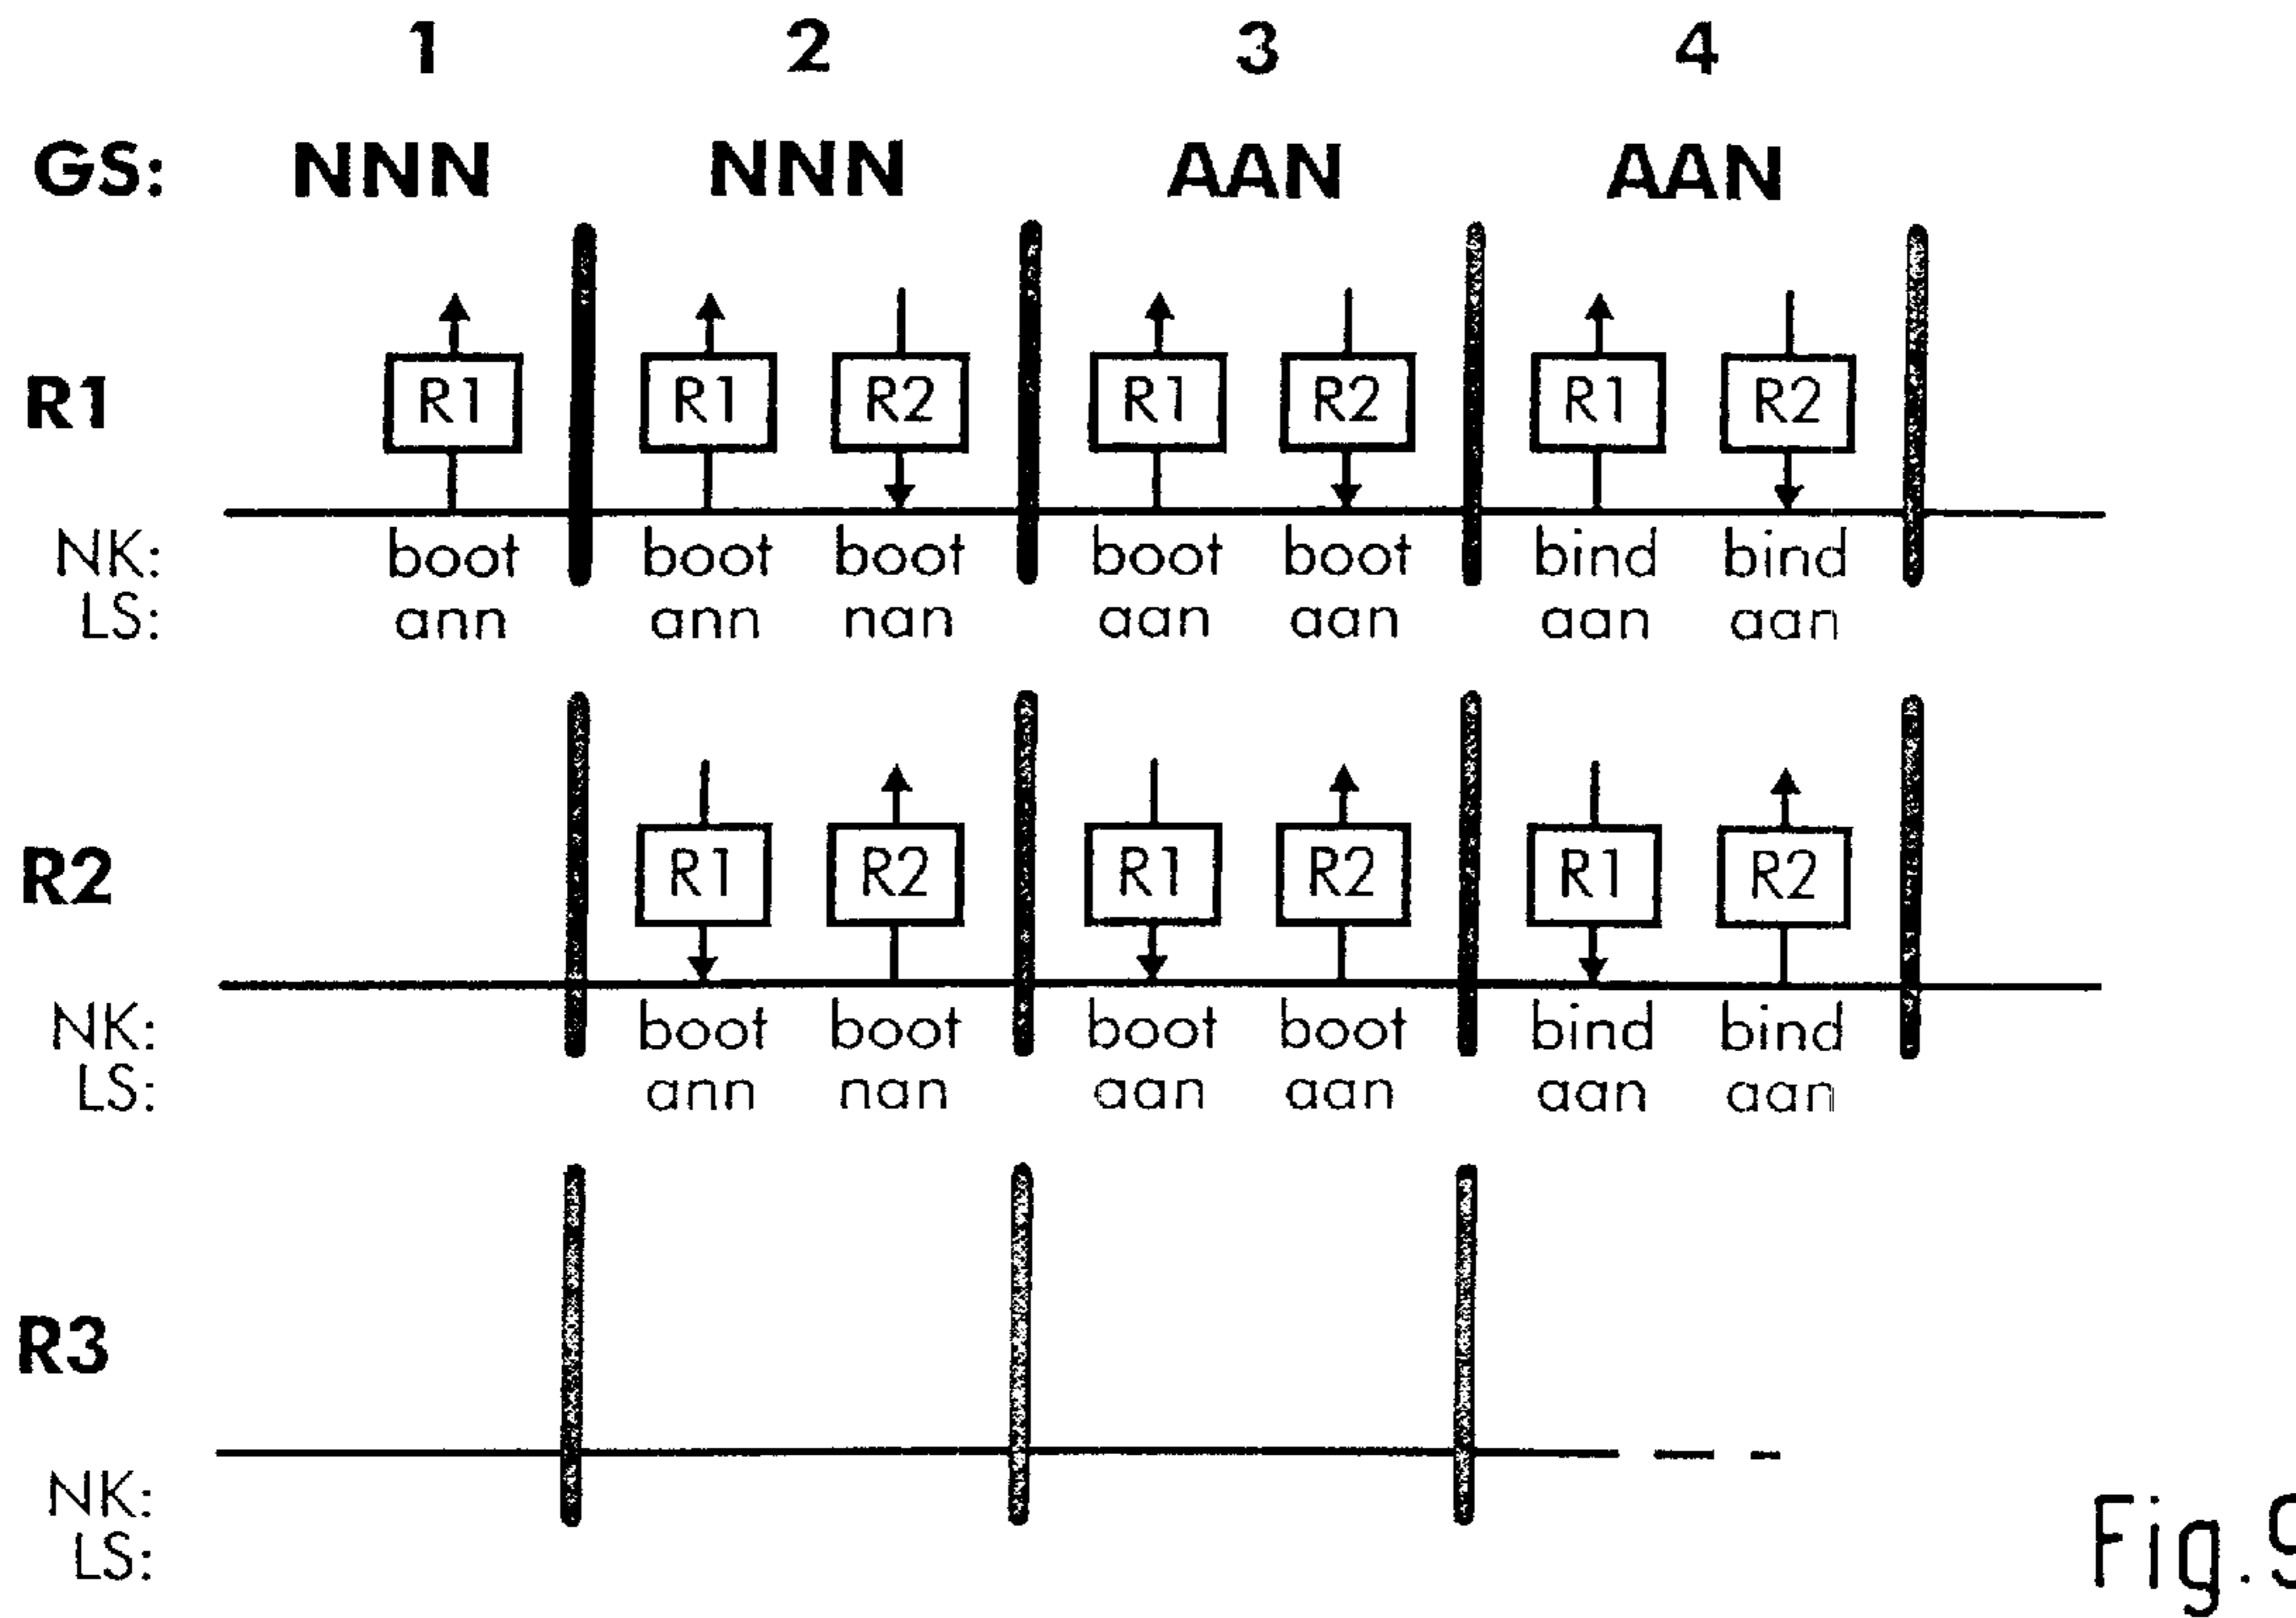 1 2 3 4
GS: NNN NNN AAN AAN
R1 R1 R1 R2 R1 R2 R1 R2
NK: boot boot boot boot boot bind bind
LS: ann ann nan aan aan aan aan
R2 R1 R2 R1 R2 R1 R2
NK: boot boot boot boot bind bind
LS: ann nan aan aan aan aan
R3
NK:
LS:
Fig.9